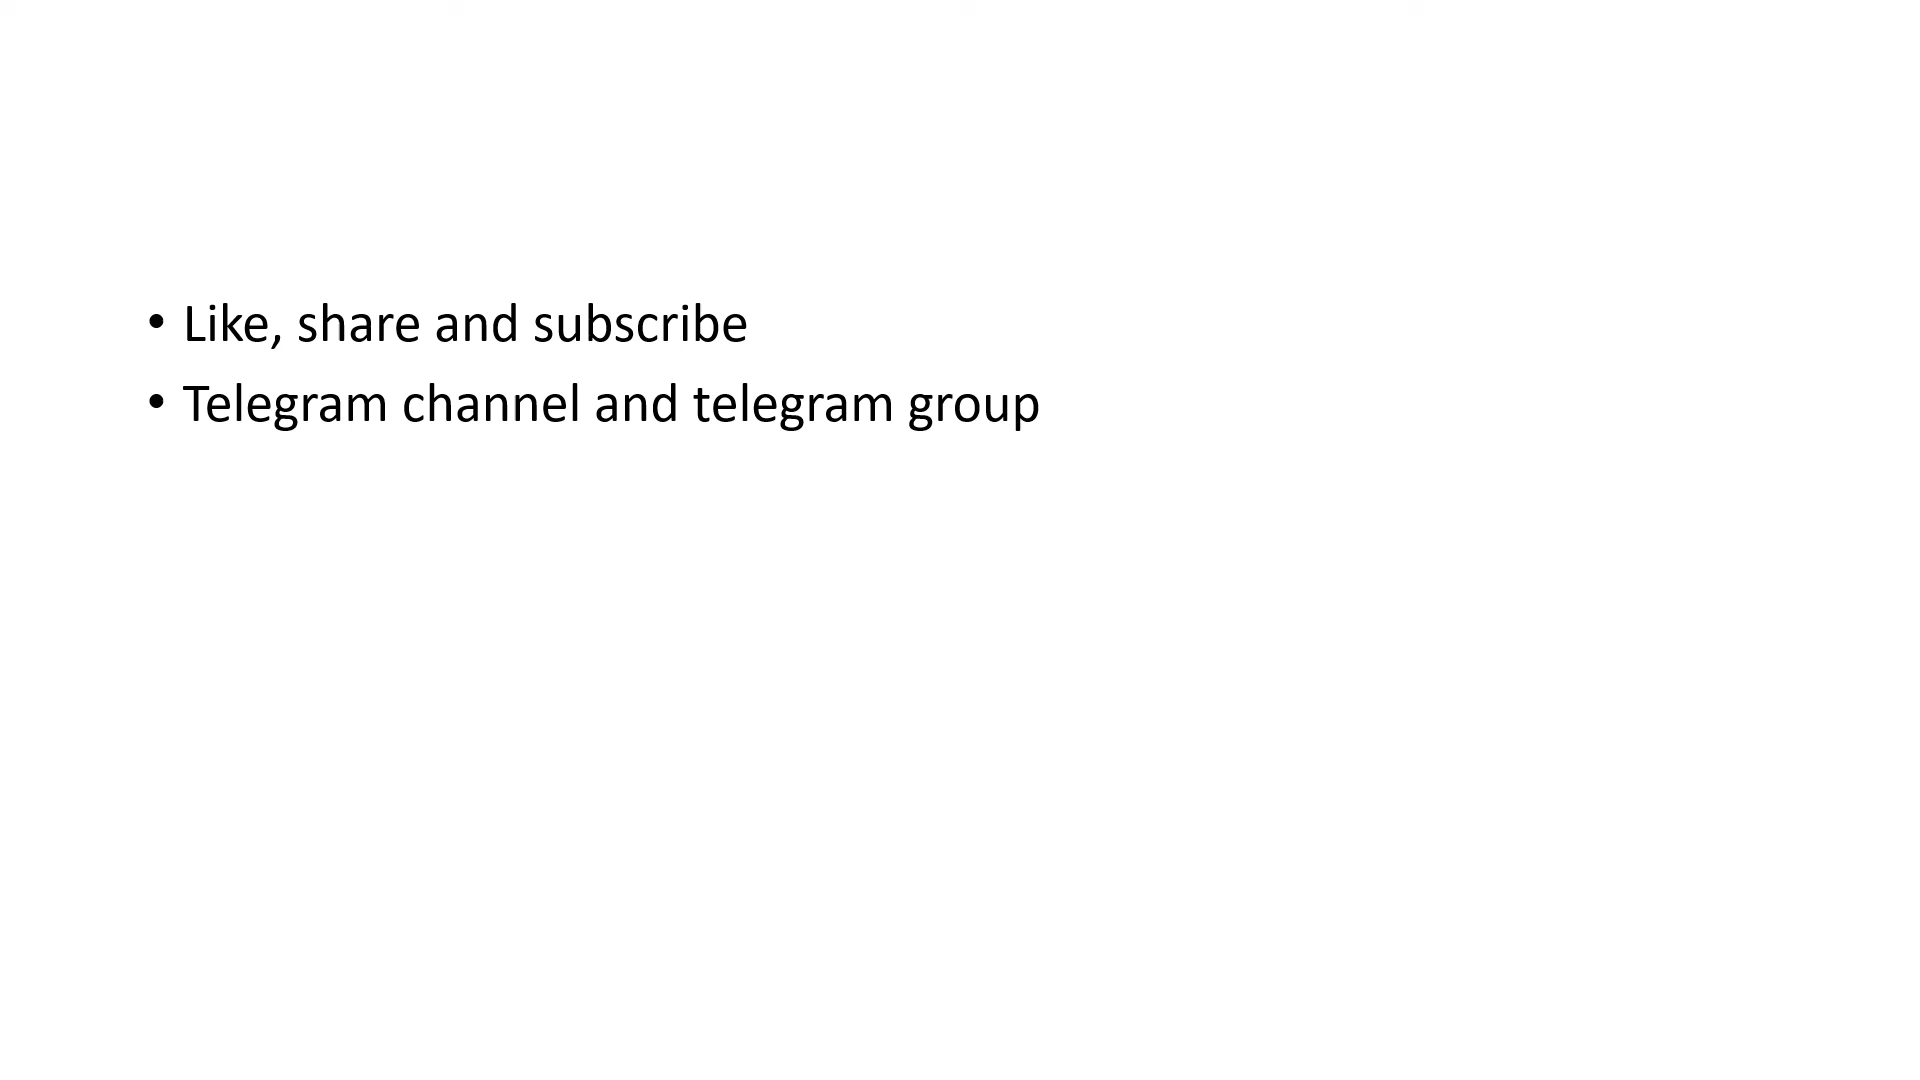 • Like, share and subscribe
• Telegram channel and telegram group